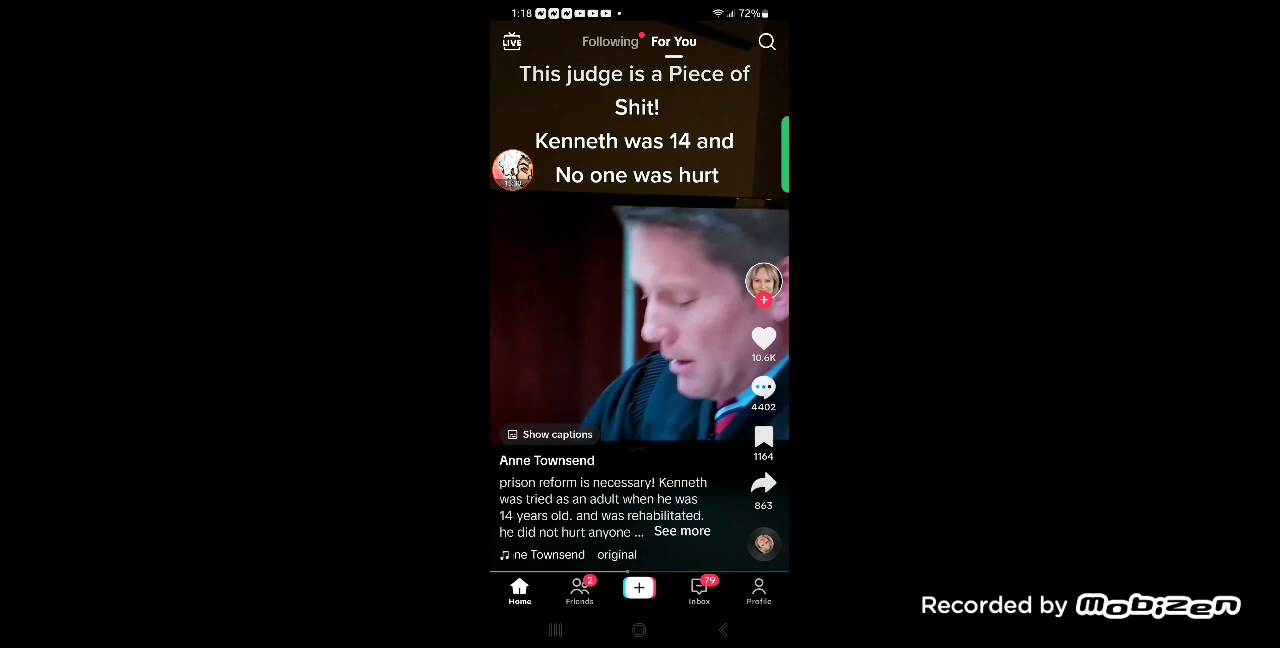 1:18
72%
LIVE
Following
For You
This judge is a Piece of
Shit!
Kenneth was 14 and
No one was hurt
10.6K
4402
Show captions
1164
Anne Townsend
prison reform is necessary! Kenneth
was tried as an adult when he was
14 years old. and was rehabilitated.
he did not hurt anyone ... See more
863
ne Townsend original
2
79
Home
Friends
Inbox
Profile
Recorded by Mobizen